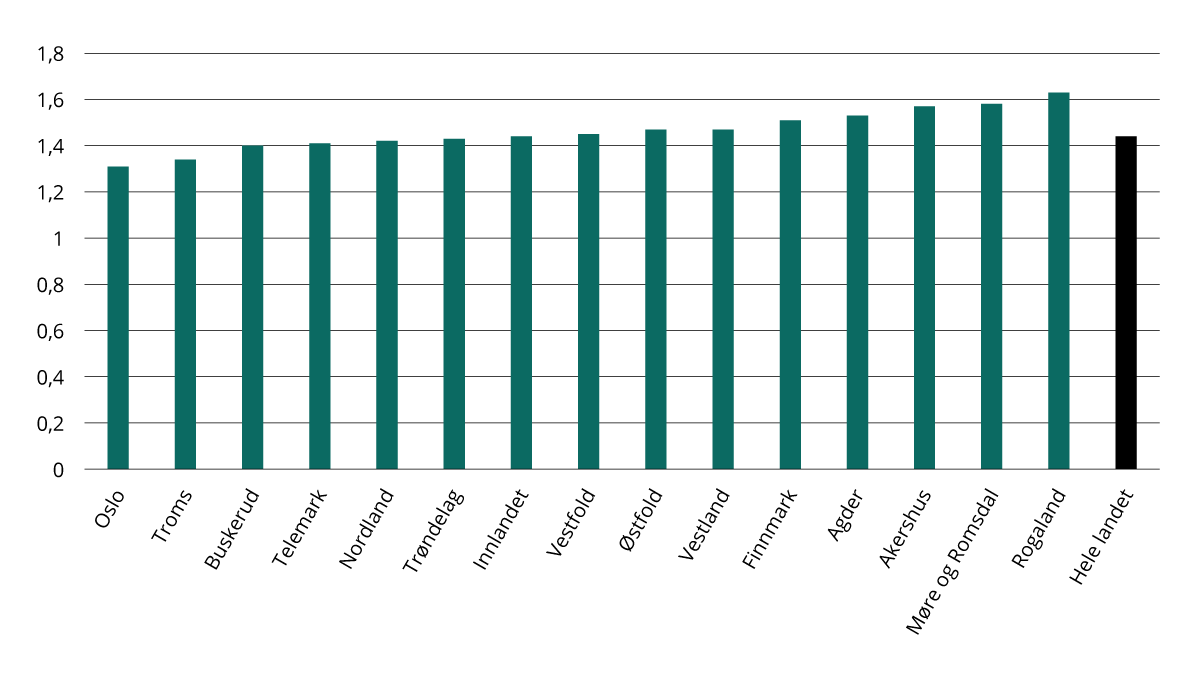 1,8
1,6
1,4
1,2
1
0,8
0,6
0,4
0,2
0
Oslo
Troms
Buskerud
Telemark
Nordland
Trøndelag
Innlandet
Vestfold
Østfold
Vestland
Finnmark
Agder
Akershus
Møre og Romsdal
Rogaland
Hele landet